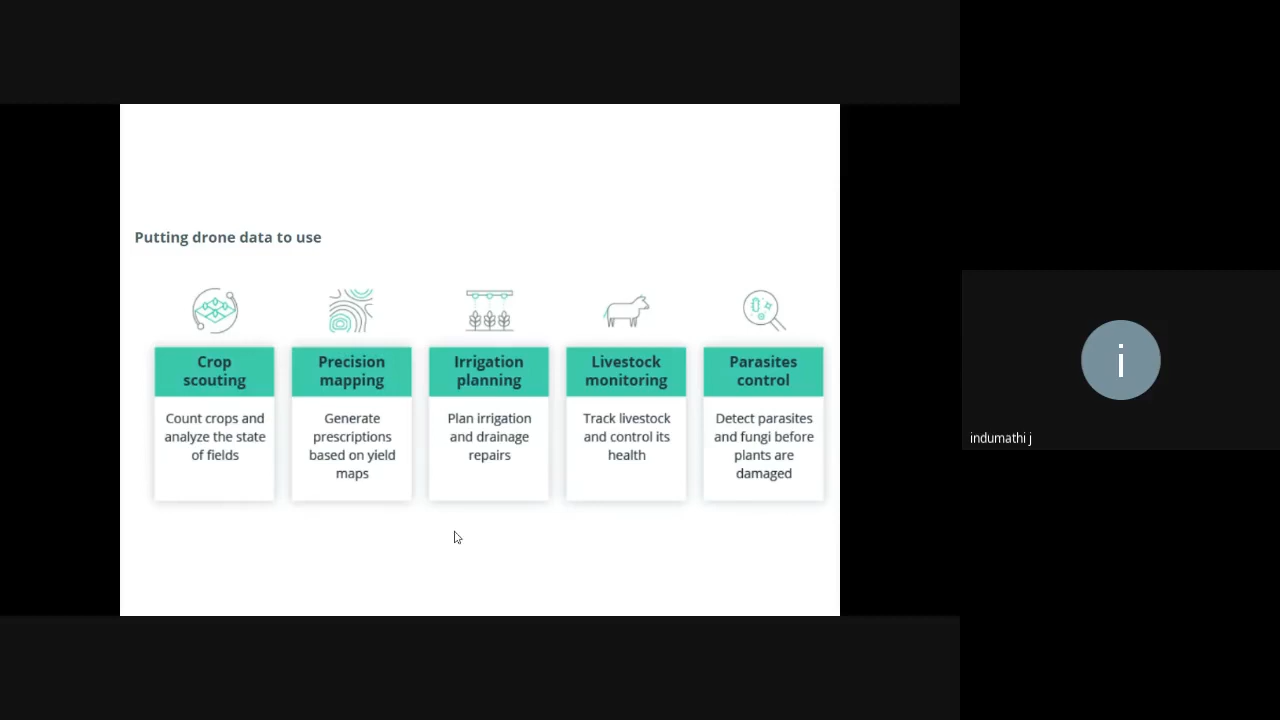 Putting drone data to use
Crop
scouting
Count crops and
analyze the state
of fields
Precision
mapping
Generate
prescriptions
based on yield
maps
Irrigation
planning
Plan irrigation
and drainage
repairs
Livestock
monitoring
Track livestock
and control its
health
Parasites
control
Detect parasites
and fungi before
plants are
damaged
i
indumathi j